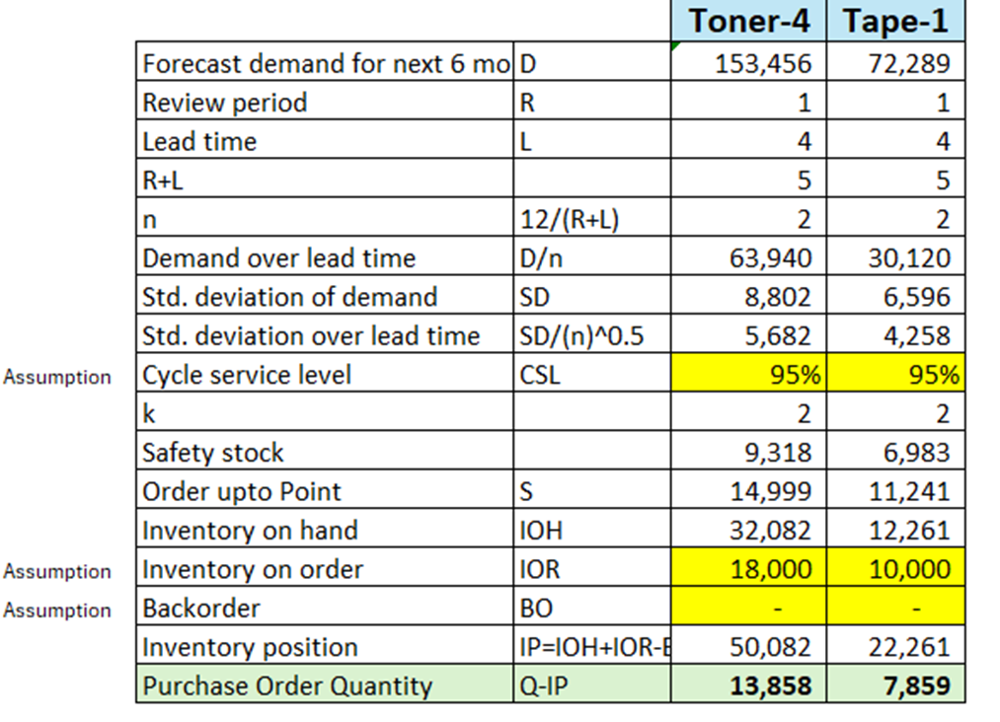 Toner-4 Tape-1
Forecast demand for next 6 mo D 153,456 72,289
Review period R 1 1
Lead time L 4 4
R+L 5 5
n 12/(R+L) 2 2
Demand over lead time D/n 63,940 30,120
Std. deviation of demand SD 8,802 6,596
Std. deviation over lead time SD/(n)^0.5 5,682 4,258
Assumption Cycle service level CSL 95% 95%
k 2 2
Safety stock 9,318 6,983
Order upto Point S 14,999 11,241
Inventory on hand IOH 32,082 12,261
Assumption Inventory on order IOR 18,000 10,000
Assumption Backorder BO - -
Inventory position IP=IOH+IOR-B 50,082 22,261
Purchase Order Quantity Q-IP 13,858 7,859